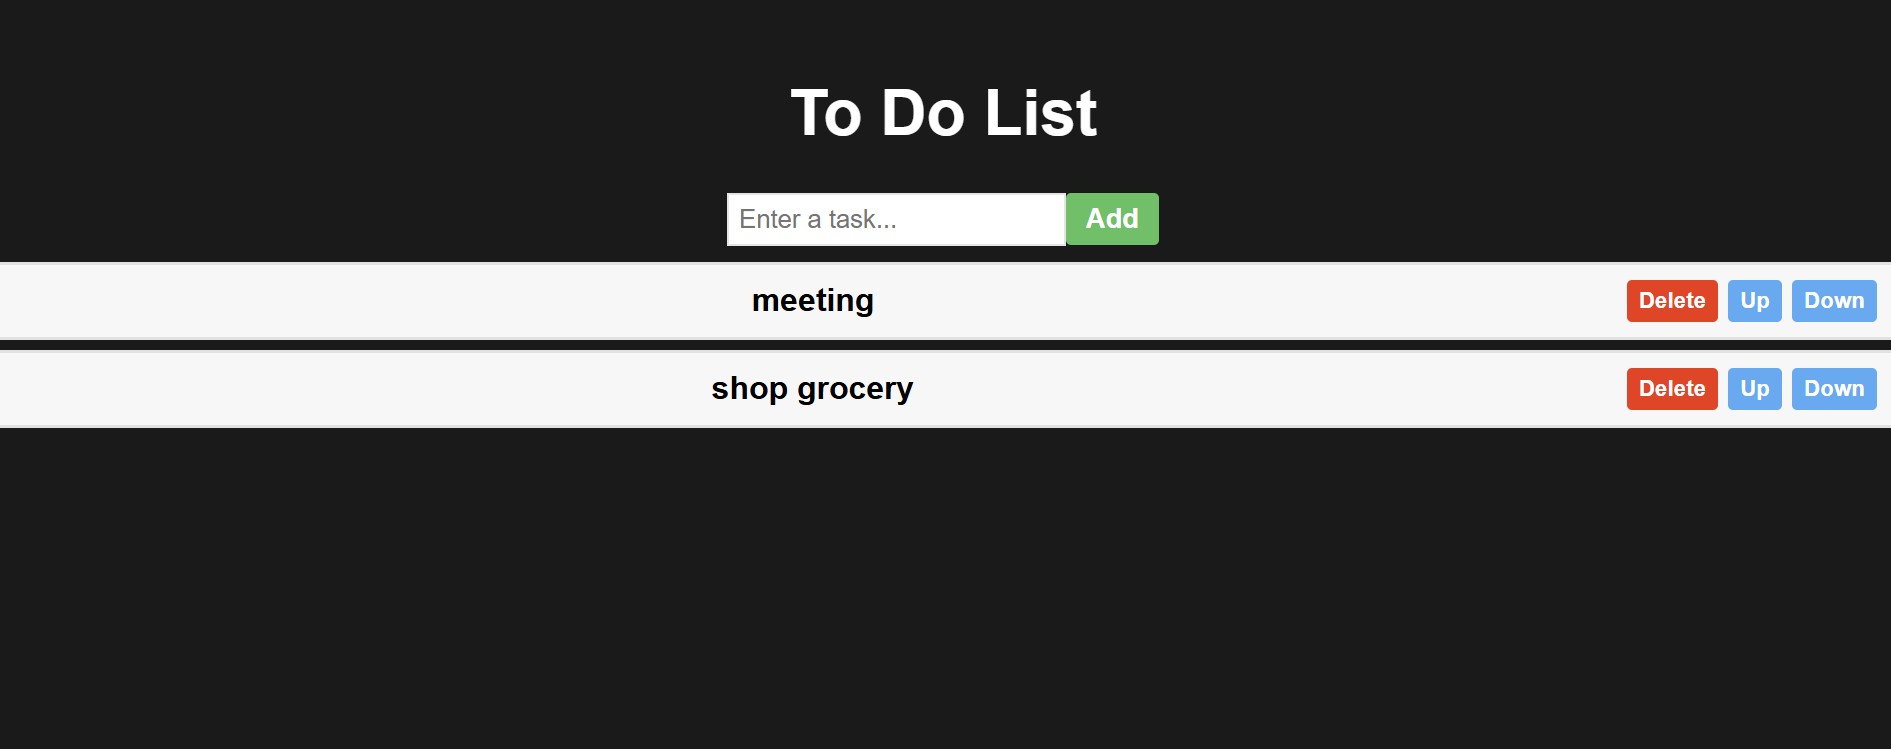 To Do List
Enter a task... Add
meeting Delete Up Down
shop grocery Delete Up Down